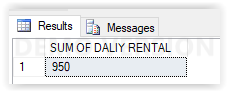 Results Messages
SUM OF DALIY RENTAL
1 950